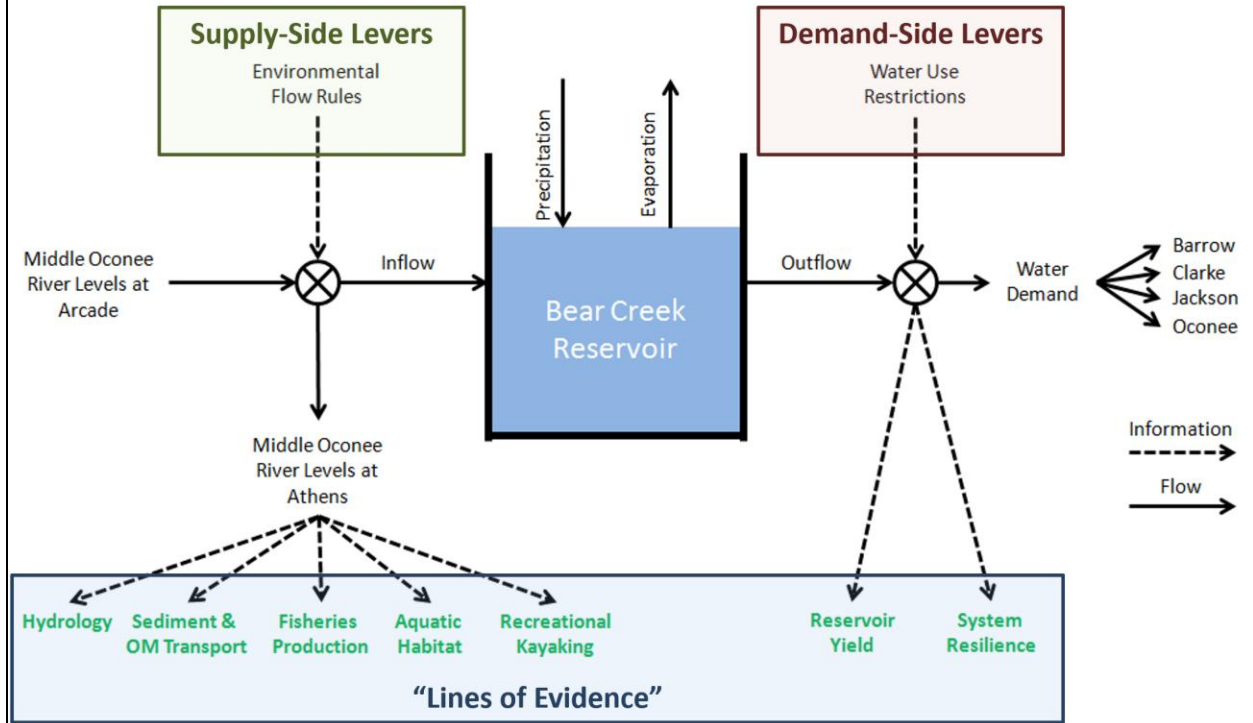 Supply-Side Levers
Environmental
Flow Rules
Demand-Side Levers
Water Use
Restrictions
Precipitation
Evaporation
Middle Oconee
River Levels at
Arcade
Inflow
Bear Creek
Reservoir
Outflow
Water
Demand
Barrow
Clarke
Jackson
Oconee
Middle Oconee
River Levels at
Athens
Information
Flow
Hydrology
Sediment &
OM Transport
Fisheries
Production
Aquatic
Habitat
Recreational
Kayaking
Reservoir
Yield
System
Resilience
“Lines of Evidence”